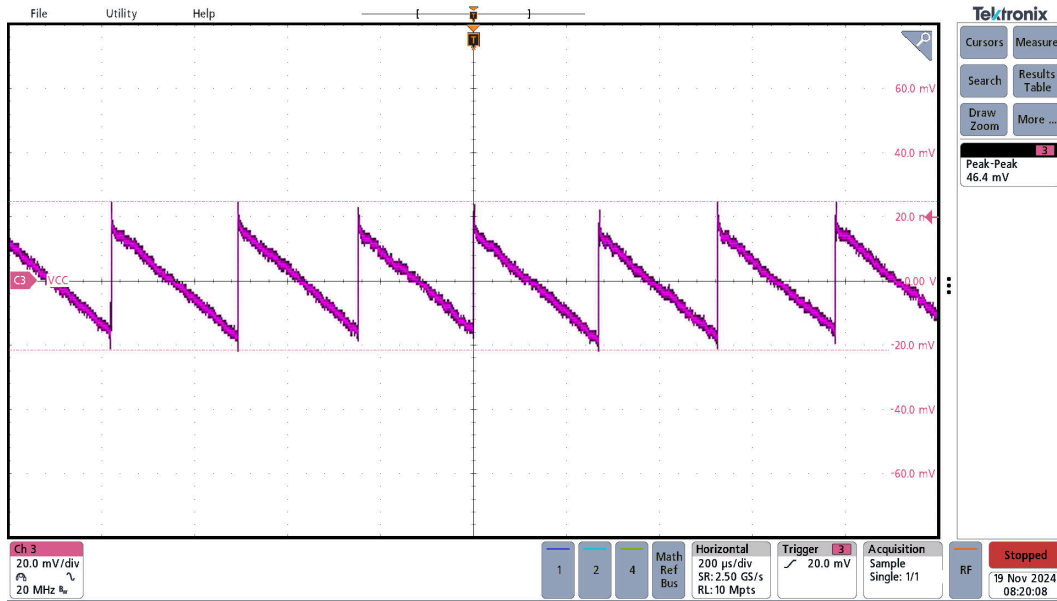 File Utility Help
Tektronix
T
T
Cursors Measure
Search Results Table
Draw Zoom More ...
3
Peak-Peak
46.4 mV
60.0 mV
40.0 mV
20.0 m
C3 VCC
0.00 V
-20.0 mV
-40.0 mV
-60.0 mV
Ch 3
20.0 mV/div
20 MHz Bw
1
2
4
Math
Ref
Bus
Horizontal
200 µs/div
SR: 2.50 GS/s
RL: 10 Mpts
Trigger 3
20.0 mV
Acquisition
Sample
Single: 1/1
RF
Stopped
19 Nov 2024
08:20:08